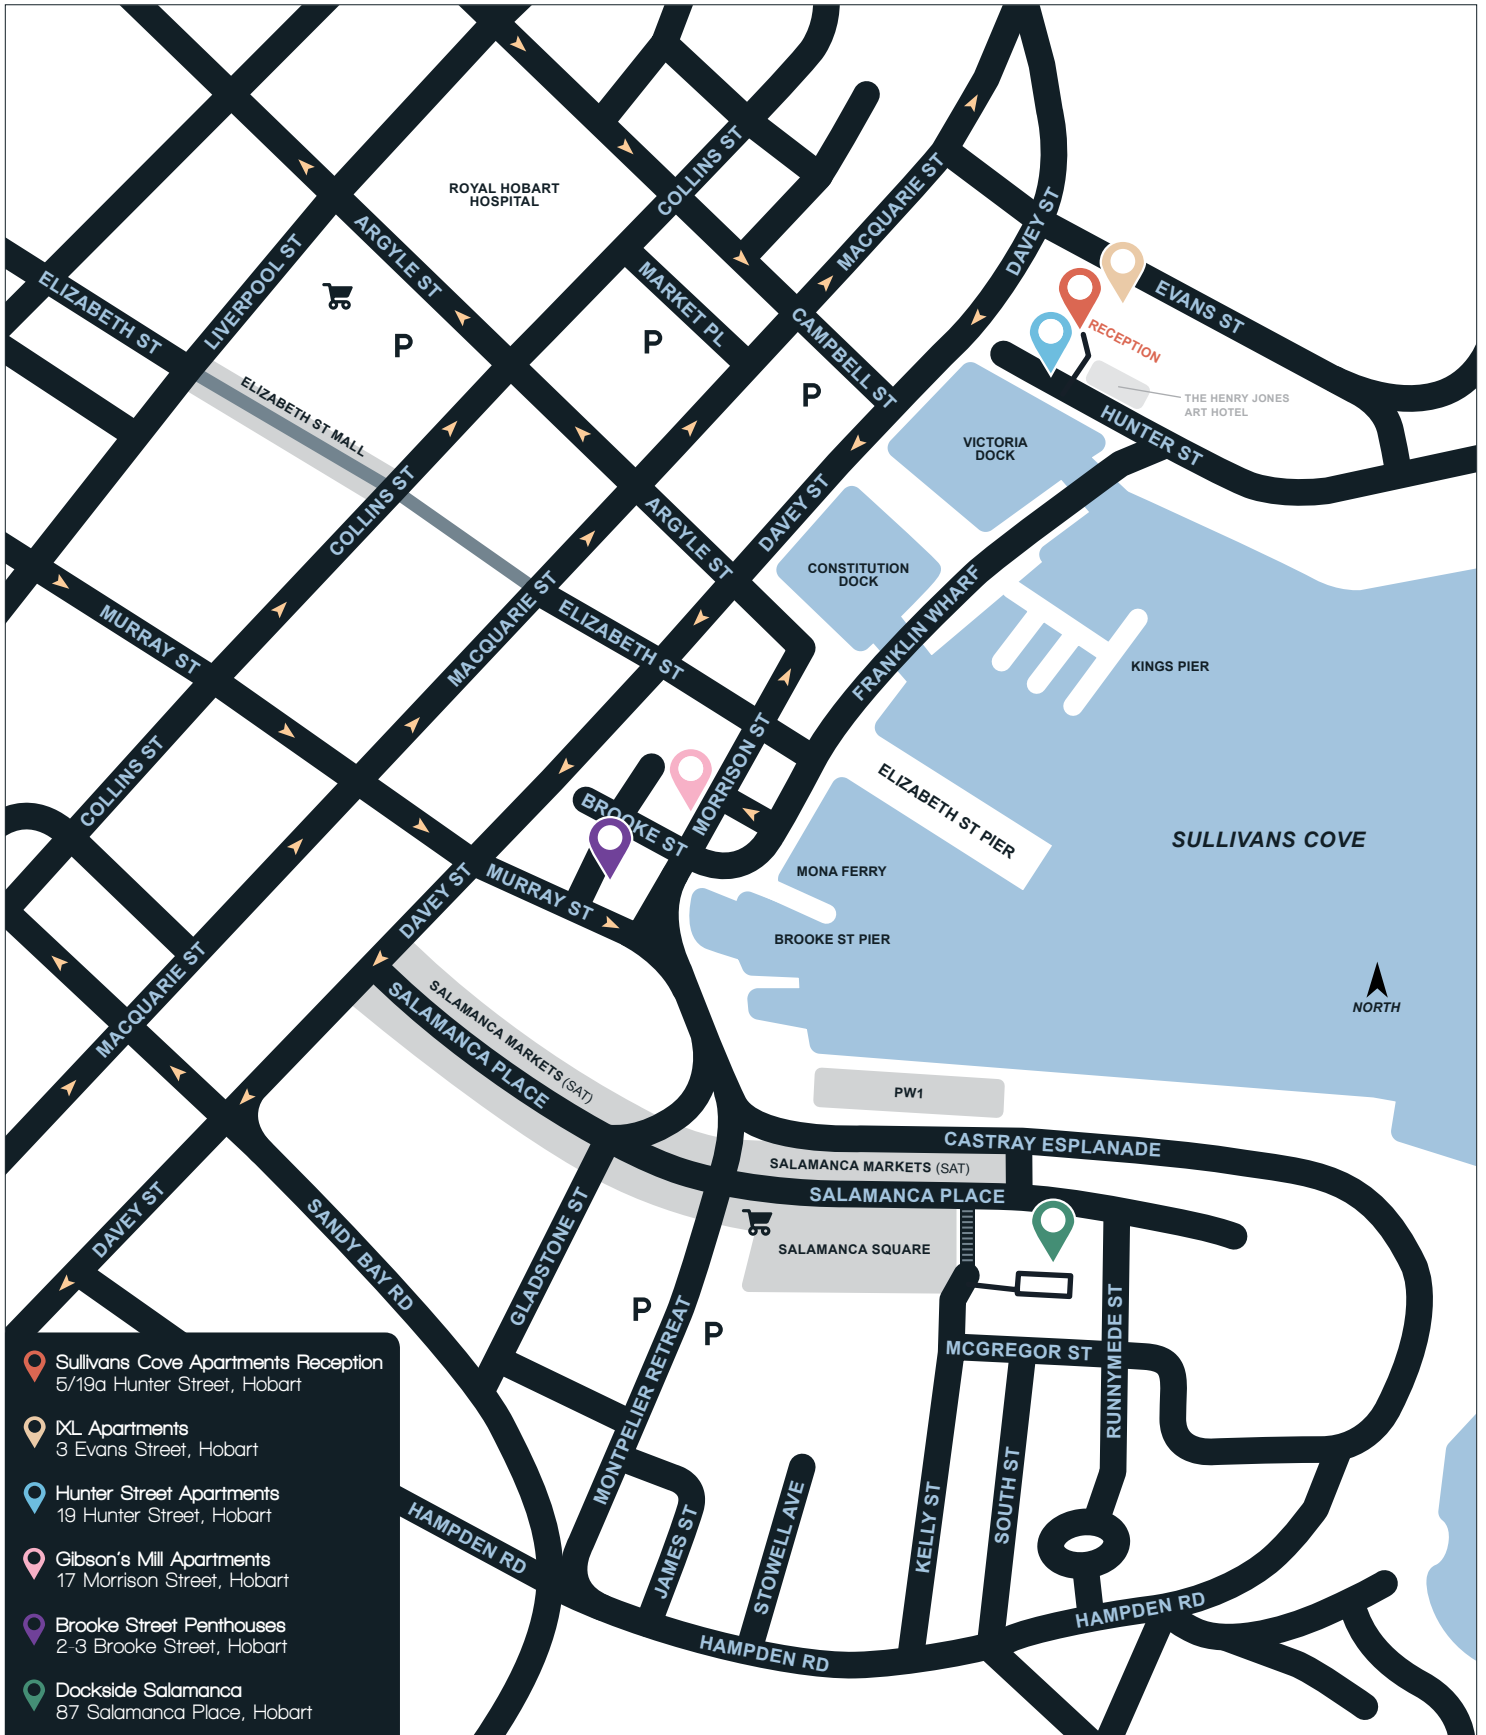 ROYAL HOBART
HOSPITAL
COLLINS ST
MACQUARIE ST
DAVEY ST
ARGYLE ST
LIVERPOOL ST
ELIZABETH ST
MARKET PL
CAMPBELL ST
EVANS ST
RECEPTION
THE HENRY JONES
ART HOTEL
HUNTER ST
P
P
P
ELIZABETH ST MALL
VICTORIA
DOCK
COLLINS ST
ARGYLE ST
DAVEY ST
CONSTITUTION
DOCK
FRANKLIN WHARF
MURRAY ST
MACQUARIE ST
ELIZABETH ST
KINGS PIER
MORRISON ST
COLLINS ST
BROOKE ST
ELIZABETH ST PIER
SULLIVANS COVE
MONA FERRY
MURRAY ST
DAVEY ST
BROOKE ST PIER
MACQUARIE ST
SALAMANCA MARKETS (SAT)
SALAMANCA PLACE
NORTH
PW1
CASTRAY ESPLANADE
SALAMANCA MARKETS (SAT)
SALAMANCA PLACE
SALAMANCA SQUARE
DAVEY ST
SANDY BAY RD
GLADSTONE ST
P
P
MONTPELIER RETREAT
MCGREGOR ST
RUNNYMEDE ST
HAMPDEN RD
JAMES ST
STOWELL AVE
KELLY ST
SOUTH ST
HAMPDEN RD
HAMPDEN RD
Sullivans Cove Apartments Reception
5/19a Hunter Street, Hobart
IXL Apartments
3 Evans Street, Hobart
Hunter Street Apartments
19 Hunter Street, Hobart
Gibson's Mill Apartments
17 Morrison Street, Hobart
Brooke Street Penthouses
2-3 Brooke Street, Hobart
Dockside Salamanca
87 Salamanca Place, Hobart